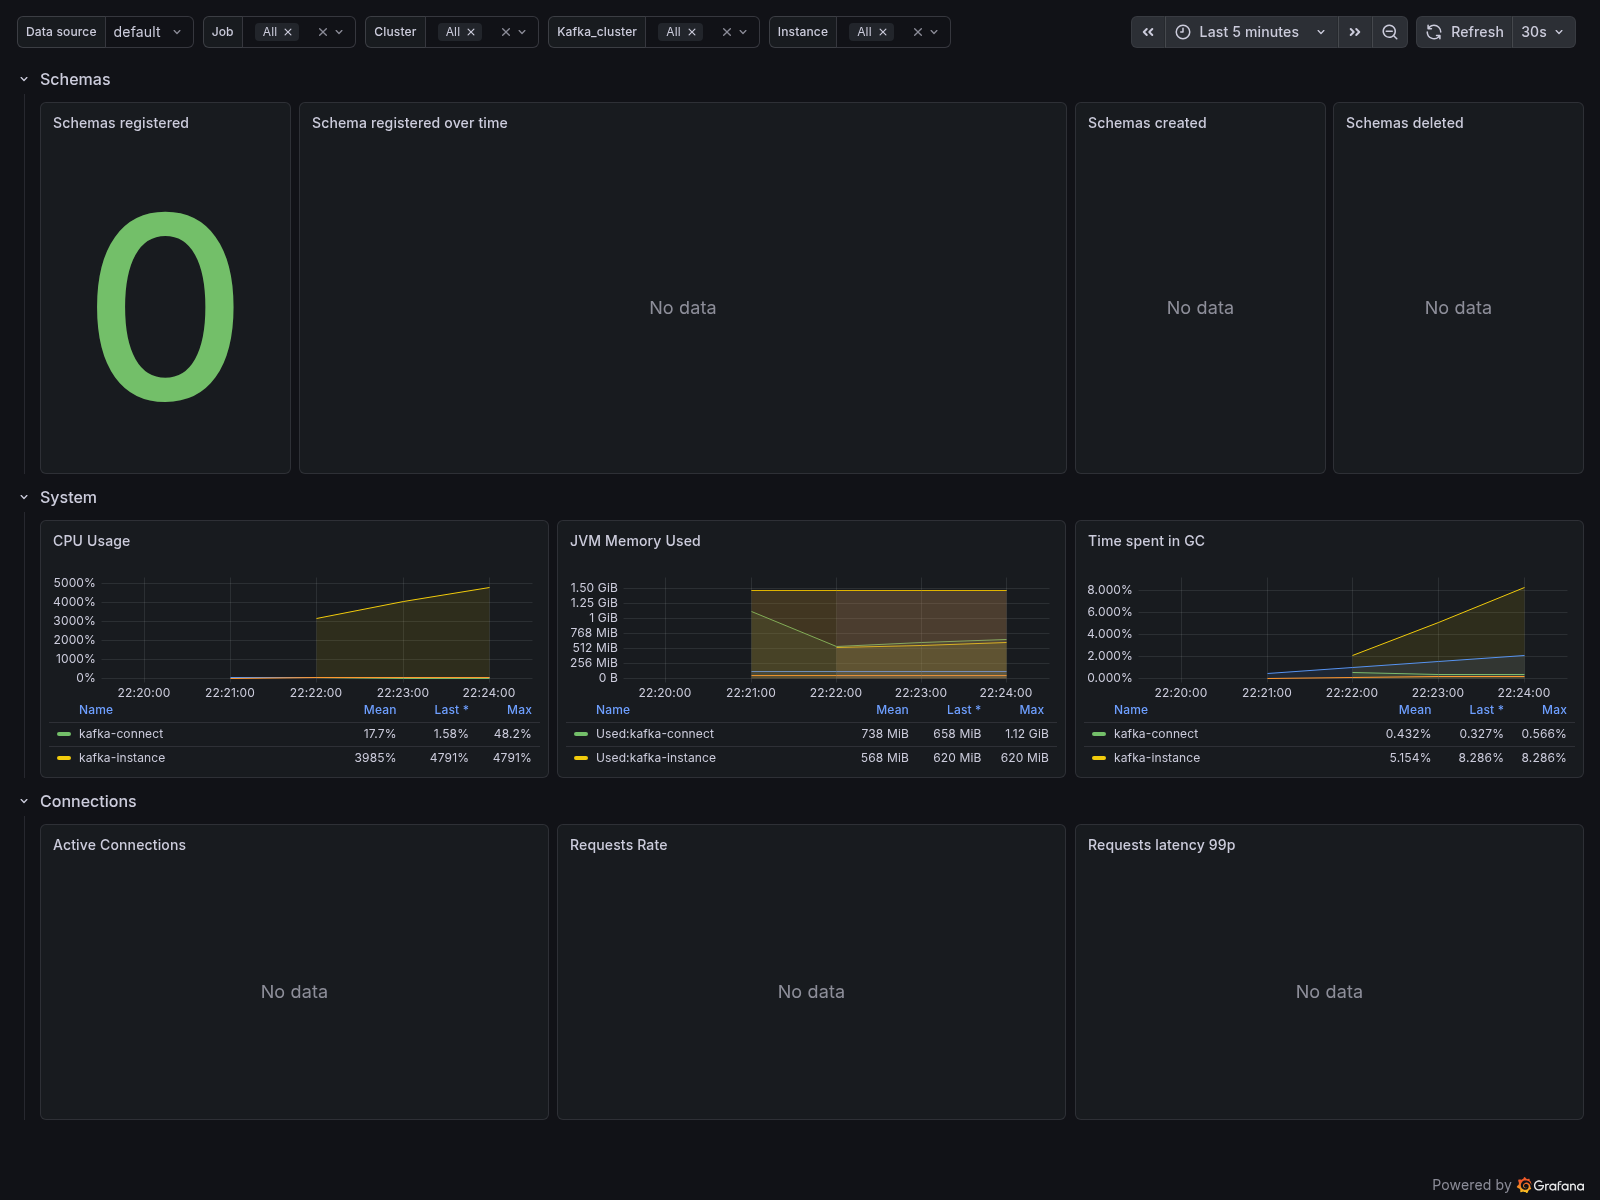 Data source default Job All Cluster All Kafka_cluster All Instance All Last 5 minutes Refresh 30s
Schemas
Schemas registered
0
Schema registered over time
No data
Schemas created
No data
Schemas deleted
No data
System
CPU Usage
5000%
4000%
3000%
2000%
1000%
0%
22:20:00 22:21:00 22:22:00 22:23:00 22:24:00
Name Mean Last * Max
kafka-connect 17.7% 1.58% 48.2%
kafka-instance 3985% 4791% 4791%
JVM Memory Used
1.50 GiB
1.25 GiB
1 GiB
768 MiB
512 MiB
256 MiB
0 B
22:20:00 22:21:00 22:22:00 22:23:00 22:24:00
Name Mean Last * Max
Used:kafka-connect 738 MiB 658 MiB 1.12 GiB
Used:kafka-instance 568 MiB 620 MiB 620 MiB
Time spent in GC
8.000%
6.000%
4.000%
2.000%
0.000%
22:20:00 22:21:00 22:22:00 22:23:00 22:24:00
Name Mean Last * Max
kafka-connect 0.432% 0.327% 0.566%
kafka-instance 5.154% 8.286% 8.286%
Connections
Active Connections
No data
Requests Rate
No data
Requests latency 99p
No data
Powered by Grafana